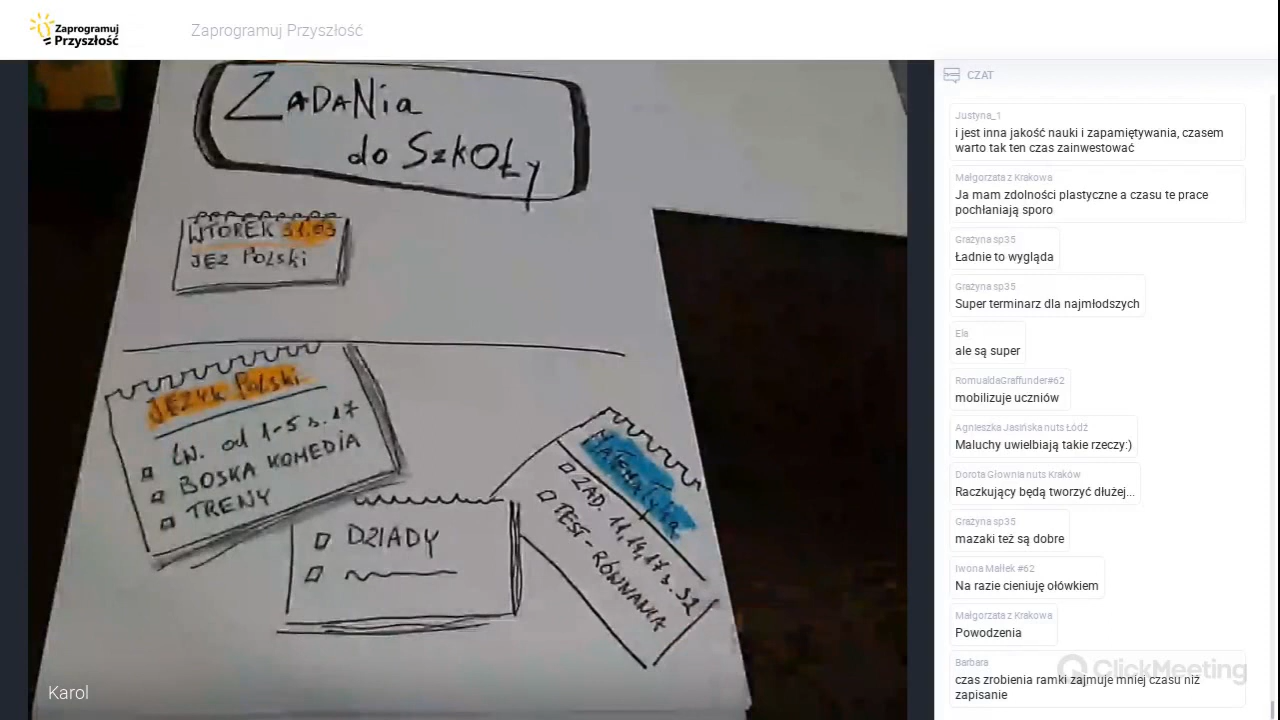 Zaprogramuj
Przyszłość
Zaprogramuj Przyszłość
ZADANia
do SzkOŁy
WTOREK 31.03
JĘZ POLSki
JĘZYK POLSki
ĆW. od 1-5 s. 17
BOSKA KOMEDIA
TRENY
DZIADY
MATEMATyka
ZAD. 11, 14, 17 s. 32
TEST - RÓWNANIA
Karol
CZAT
Justyna_1
i jest inna jakość nauki i zapamiętywania, czasem
warto tak ten czas zainwestować
Małgorzata z Krakowa
Ja mam zdolności plastyczne a czasu te prace
pochłaniają sporo
Grażyna sp35
Ładnie to wygląda
Grażyna sp35
Super terminarz dla najmłodszych
Ela
ale są super
RomualdaGraffunder#62
mobilizuje uczniów
Agnieszka Jasińska nuts Łódź
Maluchy uwielbiają takie rzeczy:)
Dorota Głownia nuts Kraków
Raczkujący będą tworzyć dłużej...
Grażyna sp35
mazaki też są dobre
Iwona Małłek #62
Na razie cieniuję ołówkiem
Małgorzata z Krakowa
Powodzenia
Barbara
czas zrobienia ramki zajmuje mniej czasu niż
zapisanie
ClickMeeting